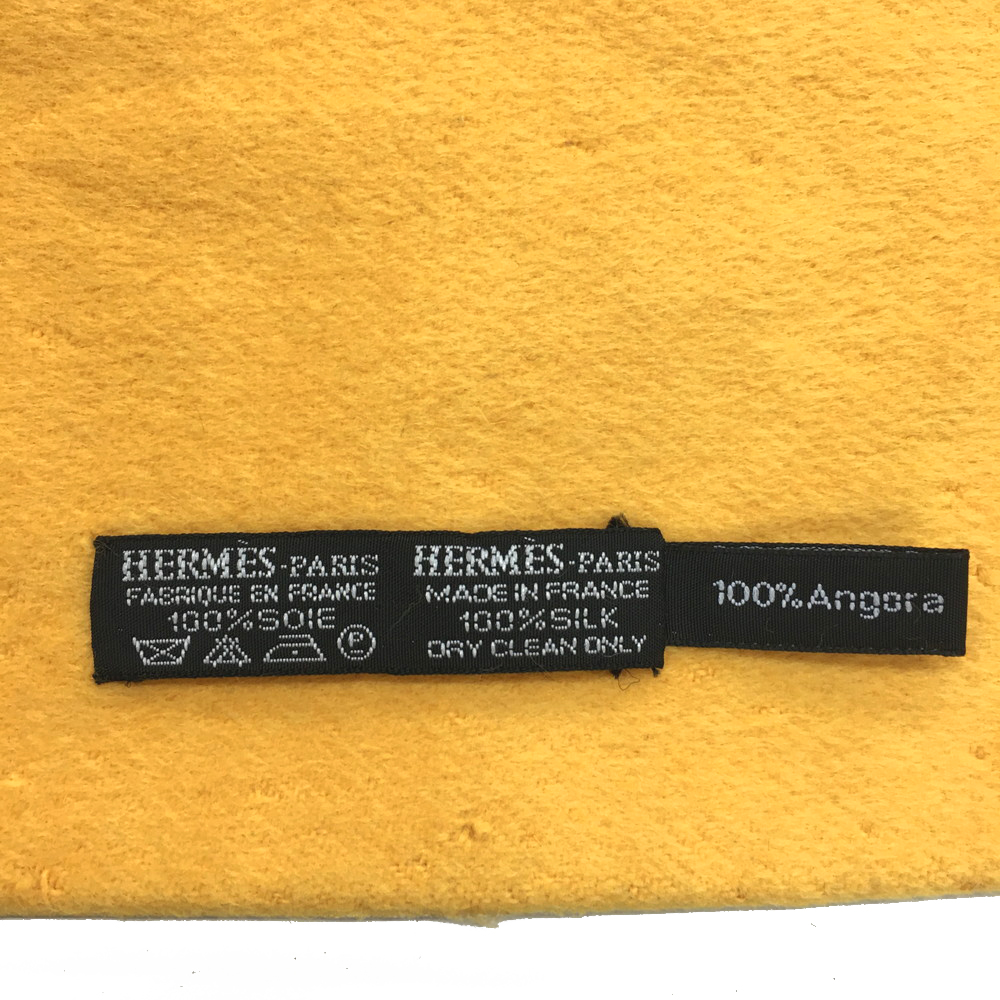 HERMÈS-PARIS
FABRIQUE EN FRANCE
100%SOIE
P
HERMÈS-PARIS
MADE IN FRANCE
100%SILK
DRY CLEAN ONLY
100%Angora